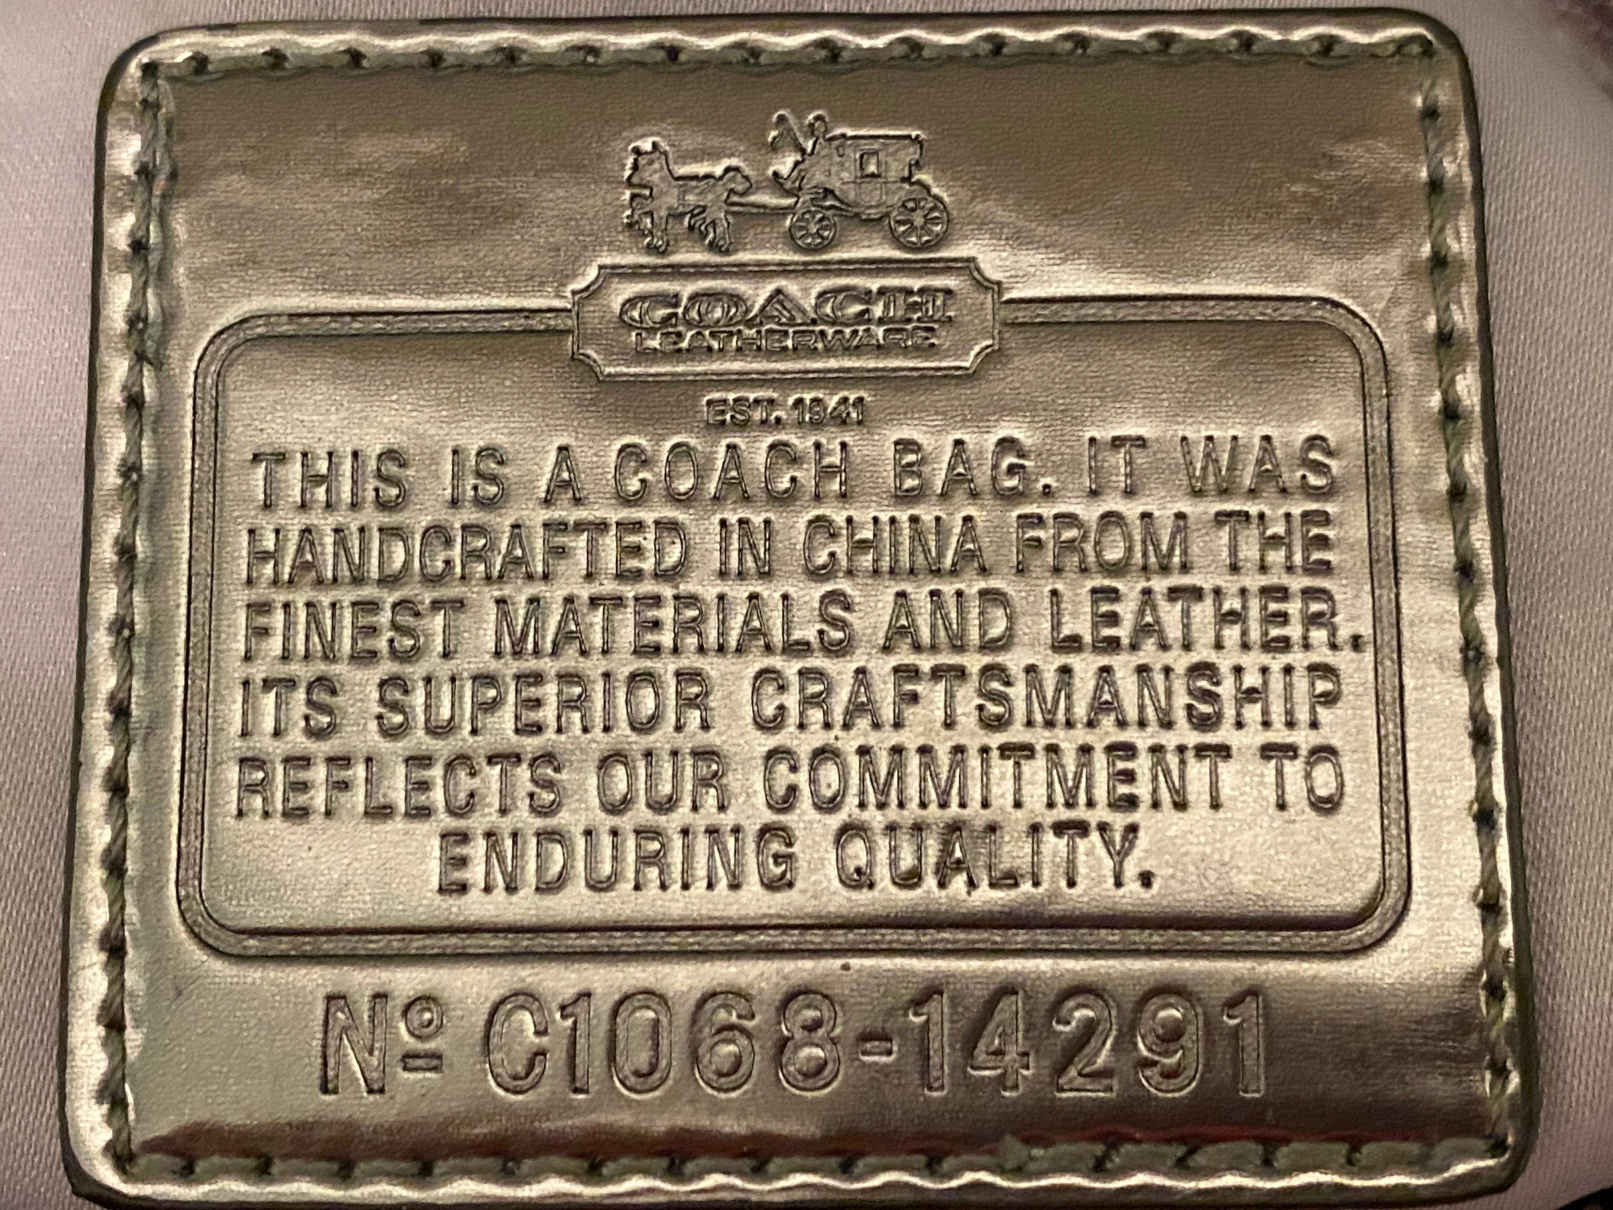 COACH
LEATHERWARE
EST. 1941
THIS IS A COACH BAG. IT WAS
HANDCRAFTED IN CHINA FROM THE
FINEST MATERIALS AND LEATHER.
ITS SUPERIOR CRAFTSMANSHIP
REFLECTS OUR COMMITMENT TO
ENDURING QUALITY.
Nº C1068-14291